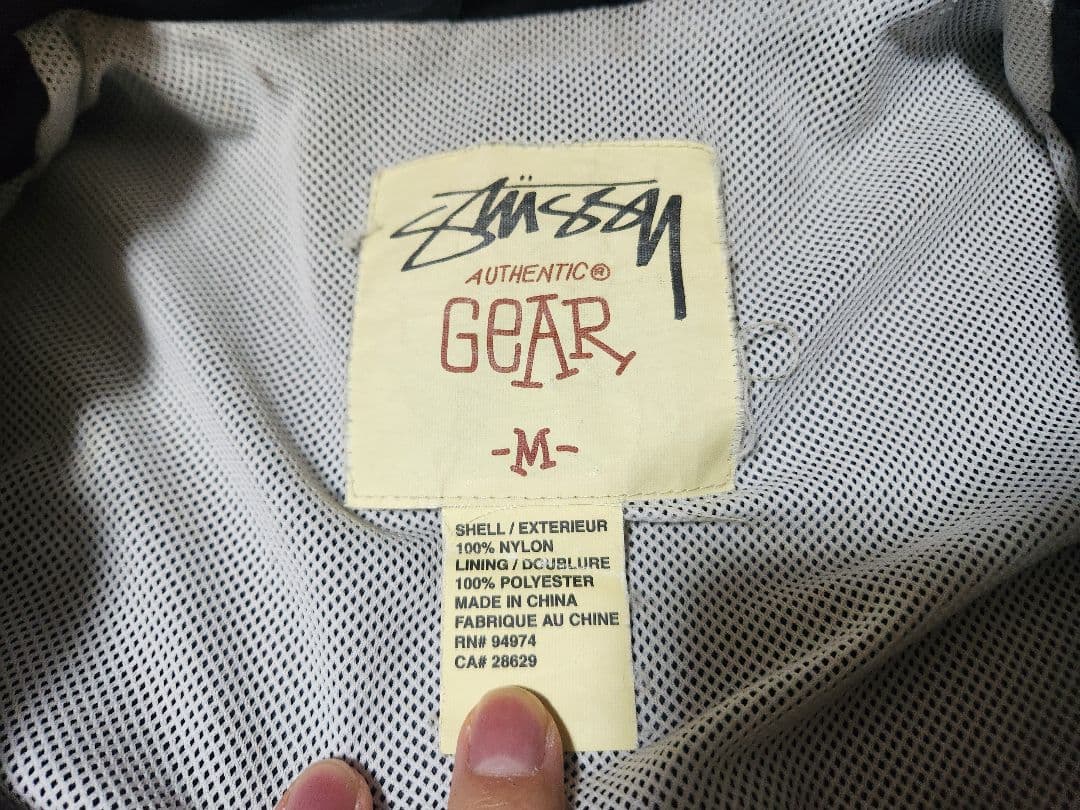 Stüssy
AUTHENTIC®
GEAR
-M-
SHELL / EXTERIEUR
100% NYLON
LINING / DOUBLURE
100% POLYESTER
MADE IN CHINA
FABRIQUE AU CHINE
RN# 94974
CA# 28629